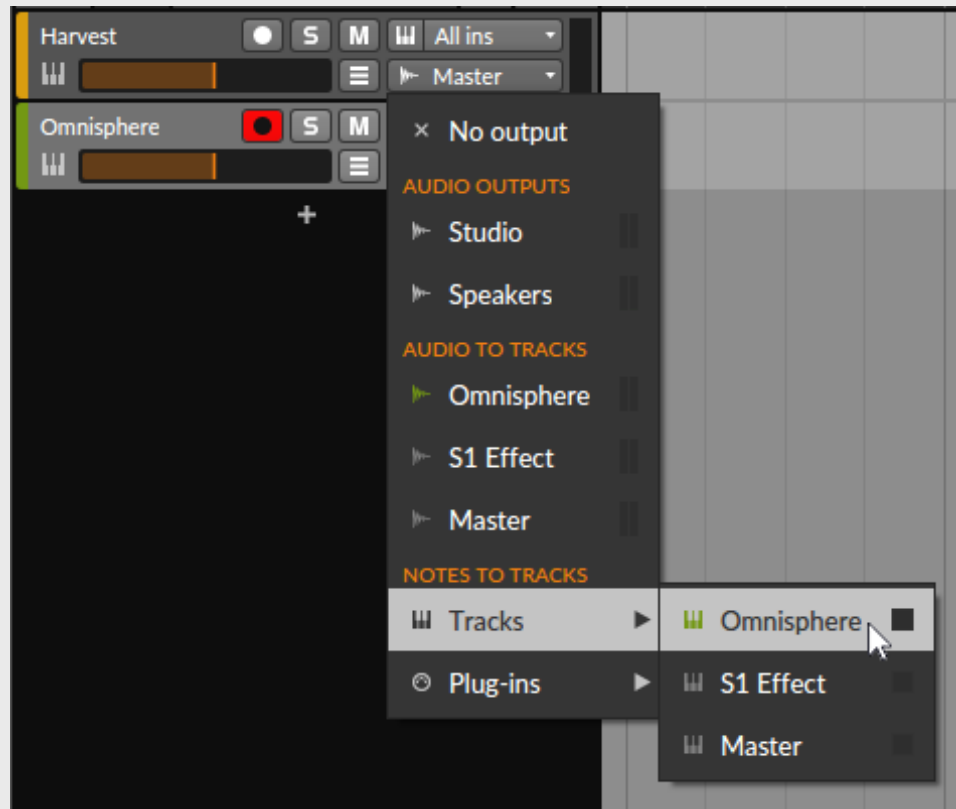 Harvest S M All ins
Master
Omnisphere S M
No output
AUDIO OUTPUTS
Studio
Speakers
AUDIO TO TRACKS
Omnisphere
S1 Effect
Master
NOTES TO TRACKS
Tracks
Plug-ins
Omnisphere
S1 Effect
Master